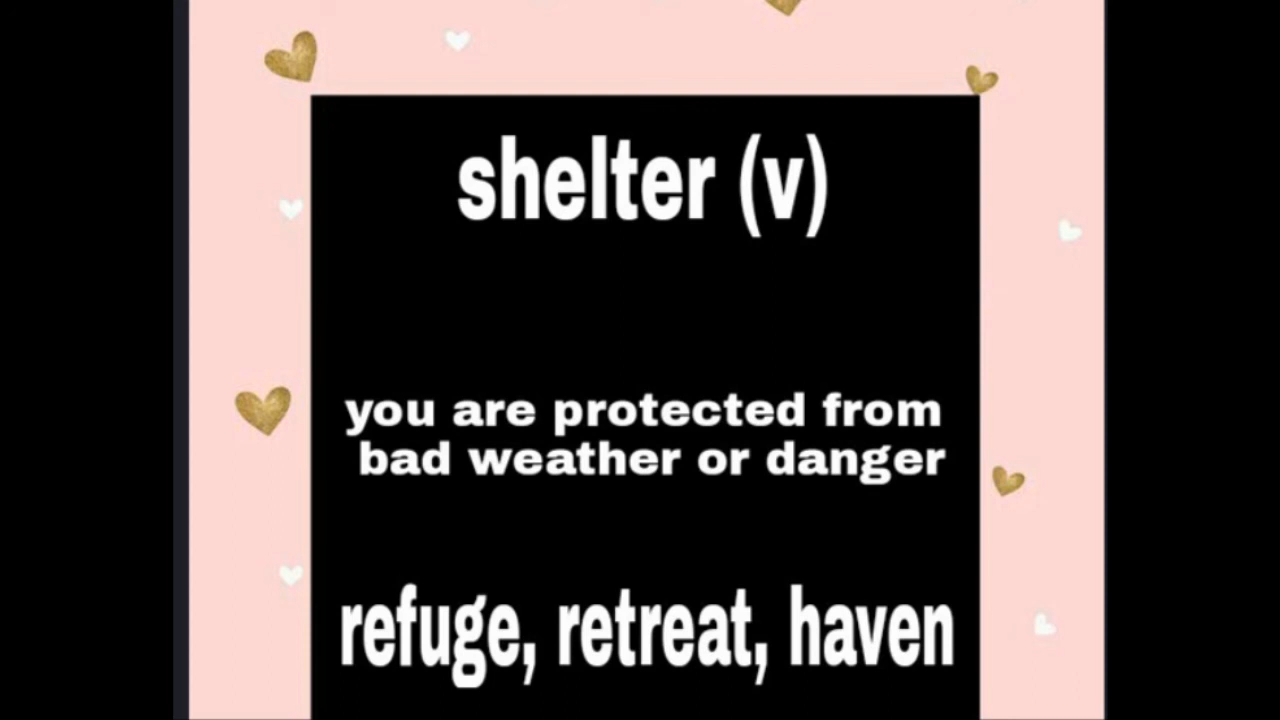 shelter (v)
you are protected from
bad weather or danger
refuge, retreat, haven